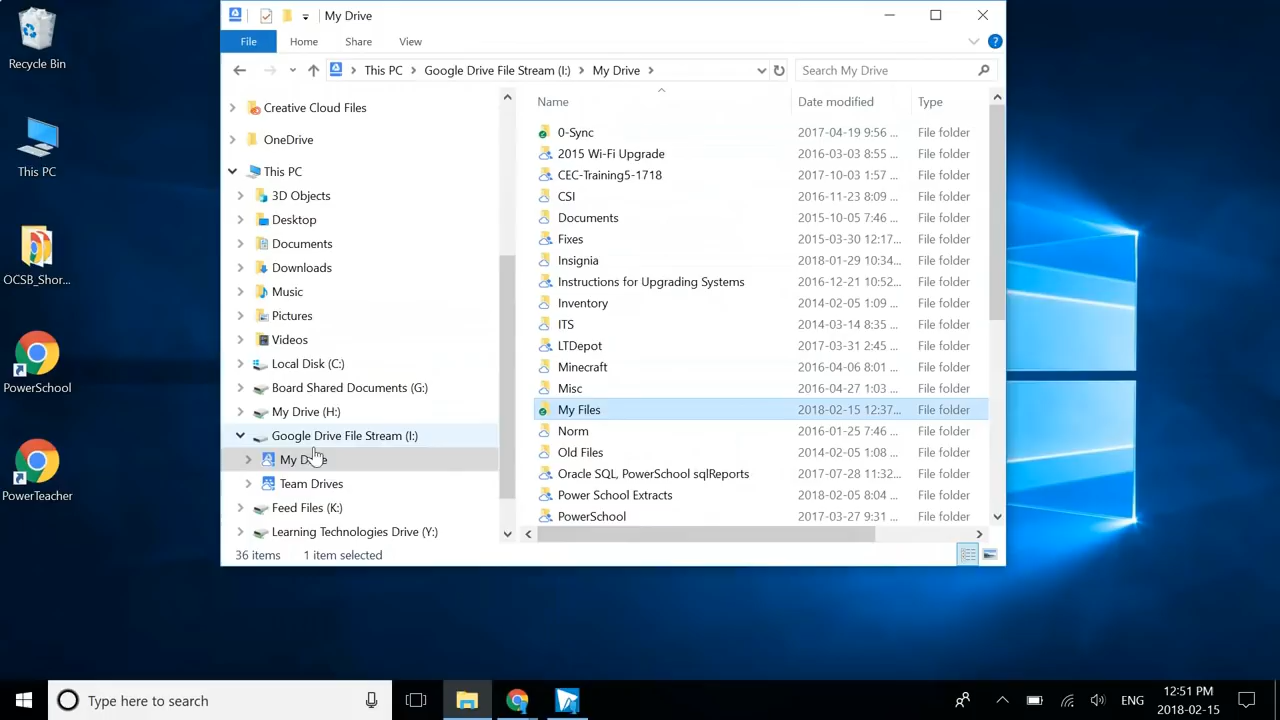 Recycle Bin
This PC
OCSB_Shor...
PowerSchool
PowerTeacher
My Drive
File Home Share View
This PC > Google Drive File Stream (I:) > My Drive >
Search My Drive
Creative Cloud Files
OneDrive
This PC
3D Objects
Desktop
Documents
Downloads
Music
Pictures
Videos
Local Disk (C:)
Board Shared Documents (G:)
My Drive (H:)
Google Drive File Stream (I:)
My Drive
Team Drives
Feed Files (K:)
Learning Technologies Drive (Y:)
Name Date modified Type
0-Sync 2017-04-19 9:56 ... File folder
2015 Wi-Fi Upgrade 2016-03-03 8:55 ... File folder
CEC-Training5-1718 2017-10-03 1:57 ... File folder
CSI 2016-11-23 8:09 ... File folder
Documents 2015-10-05 7:46 ... File folder
Fixes 2015-03-30 12:17... File folder
Insignia 2018-01-29 10:34... File folder
Instructions for Upgrading Systems 2016-12-21 10:52... File folder
Inventory 2014-02-05 1:09 ... File folder
ITS 2014-03-14 8:35 ... File folder
LTDepot 2017-03-31 2:45 ... File folder
Minecraft 2016-04-06 8:01 ... File folder
Misc 2016-04-27 1:03 ... File folder
My Files 2018-02-15 12:37... File folder
Norm 2016-01-25 7:46 ... File folder
Old Files 2014-02-05 1:08 ... File folder
Oracle SQL, PowerSchool sqlReports 2017-07-28 11:32... File folder
Power School Extracts 2018-02-05 8:04 ... File folder
PowerSchool 2017-03-27 9:31 ... File folder
36 items 1 item selected
Type here to search
ENG
12:51 PM
2018-02-15